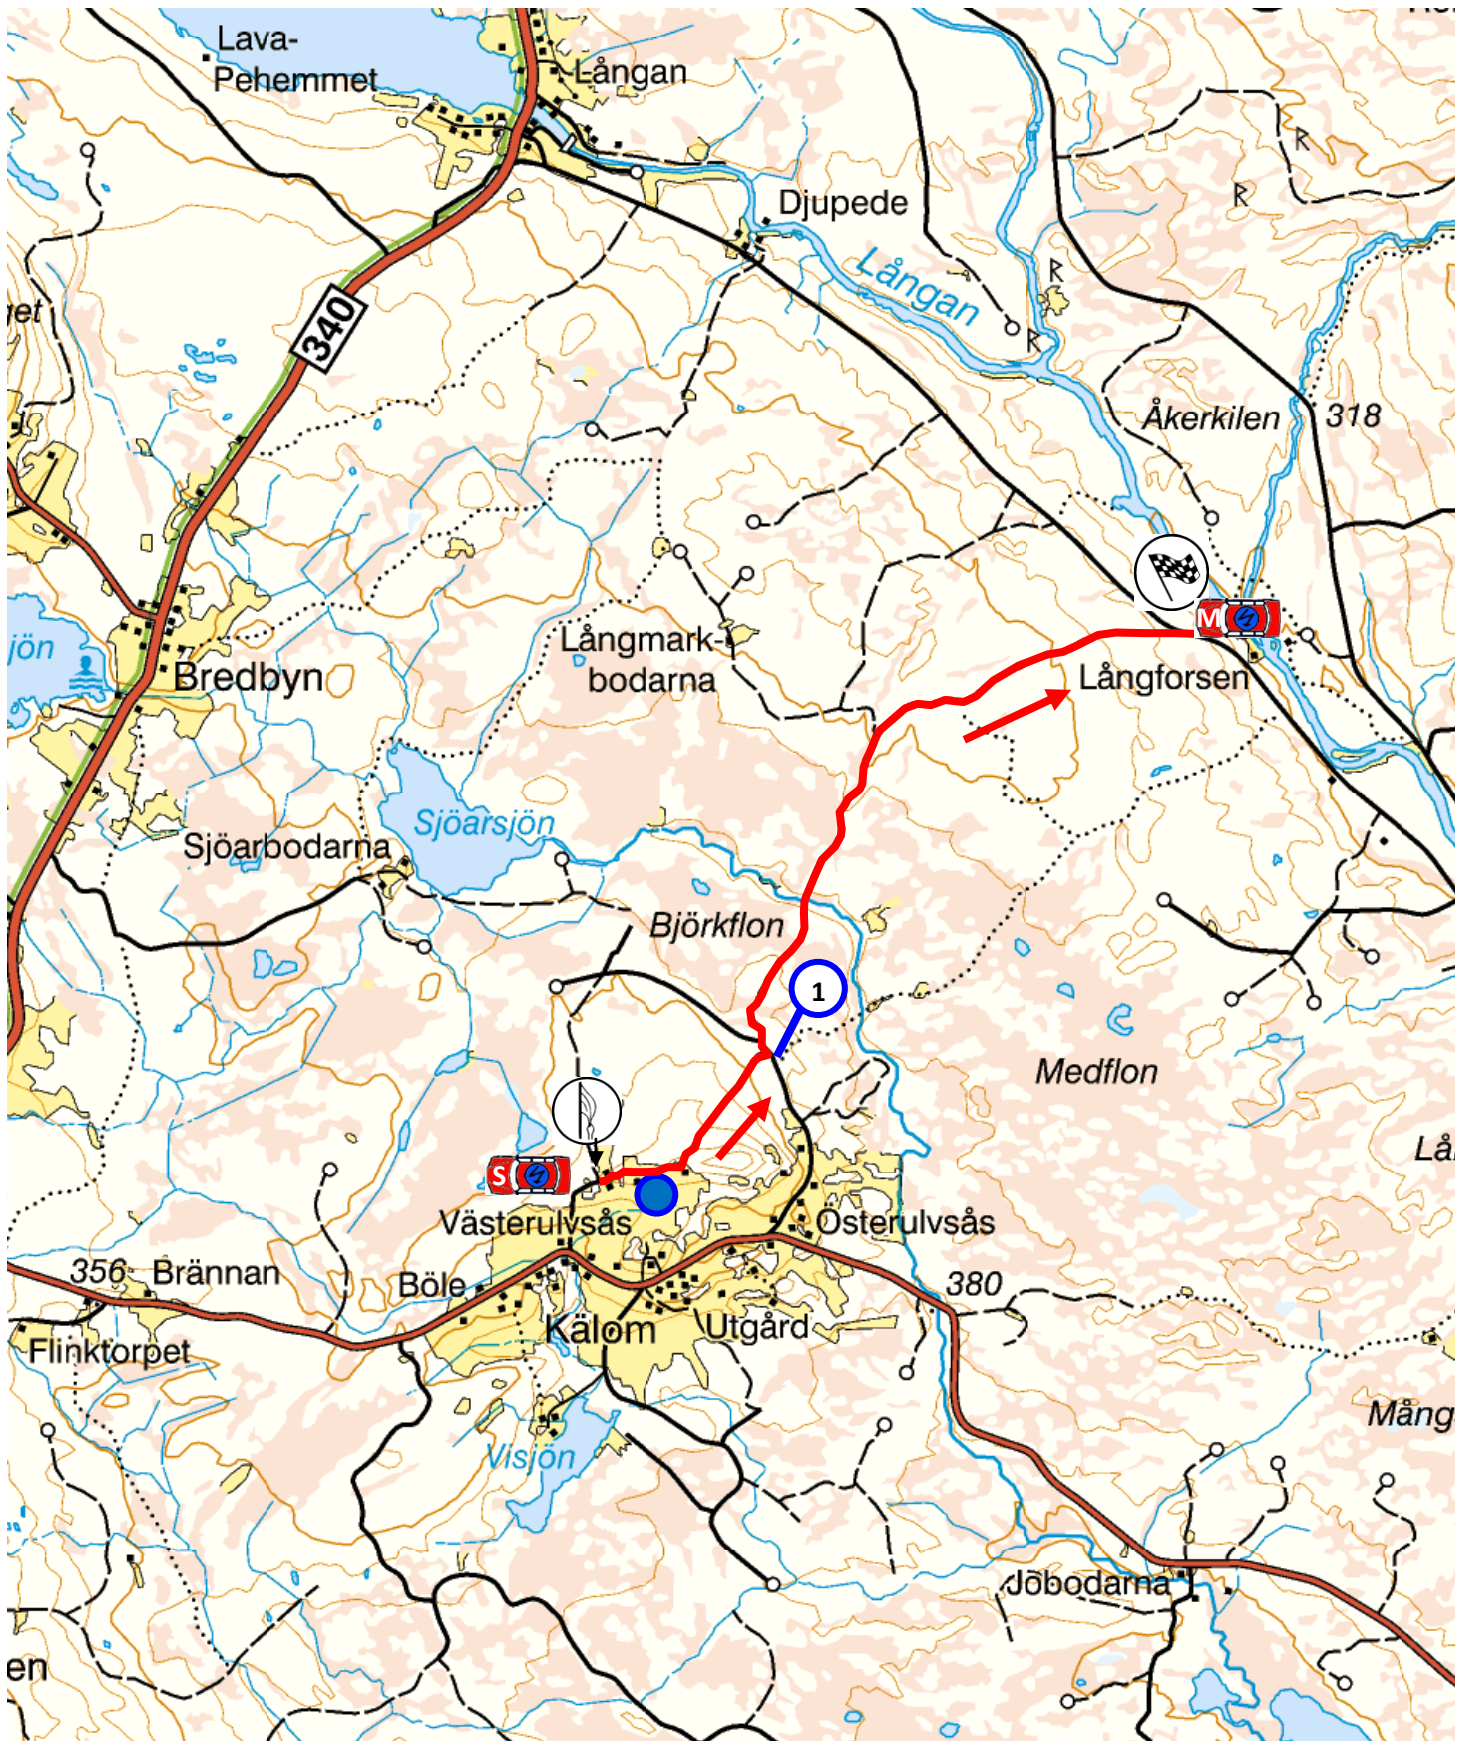 Lava-
Pehemmet
Långan
Djupede
Långan
340
Åkerkilen
318
Långmark-
bodarna
Långforsen
M
jön
Bredbyn
Sjöarsjön
Sjöarbodarna
Björkflon
1
Medflon
S
Västerulvsås
Österulvsås
356
Brännan
Böle
380
Kälom
Utgård
Flinktorpet
Mång
Visjön
Jöbodarna
en